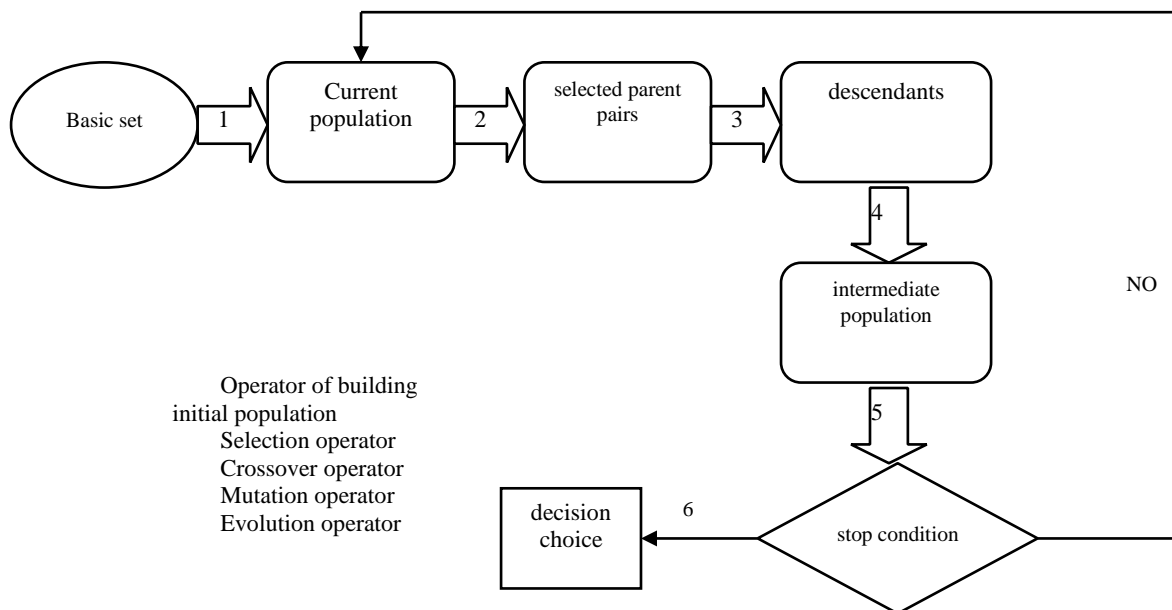 Basic set
1
Current
population
2
selected parent
pairs
3
descendants
4
intermediate
population
NO
5
Operator of building
initial population
Selection operator
Crossover operator
Mutation operator
Evolution operator
decision
choice
6
stop condition